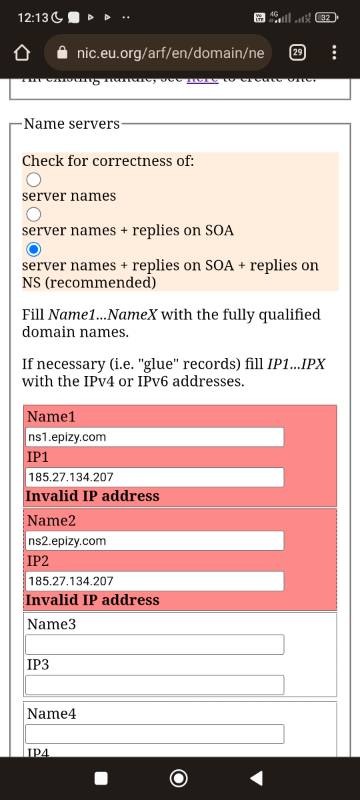 12:13
4G
32
nic.eu.org/arf/en/domain/ne
29
An existing handle, see here to create one.
Name servers
Check for correctness of:
server names
server names + replies on SOA
server names + replies on SOA + replies on
NS (recommended)
Fill Name1...NameX with the fully qualified
domain names.
If necessary (i.e. "glue" records) fill IP1...IPX
with the IPv4 or IPv6 addresses.
Name1
ns1.epizy.com
IP1
185.27.134.207
Invalid IP address
Name2
ns2.epizy.com
IP2
185.27.134.207
Invalid IP address
Name3
IP3
Name4
IP4